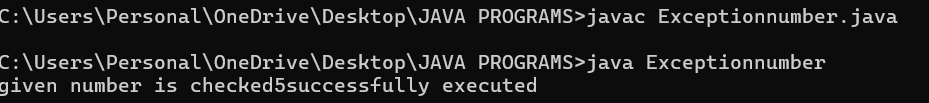 C:\Users\Personal\OneDrive\Desktop\JAVA PROGRAMS>javac Exceptionnumber.java
C:\Users\Personal\OneDrive\Desktop\JAVA PROGRAMS>java Exceptionnumber
given number is checked5successfully executed